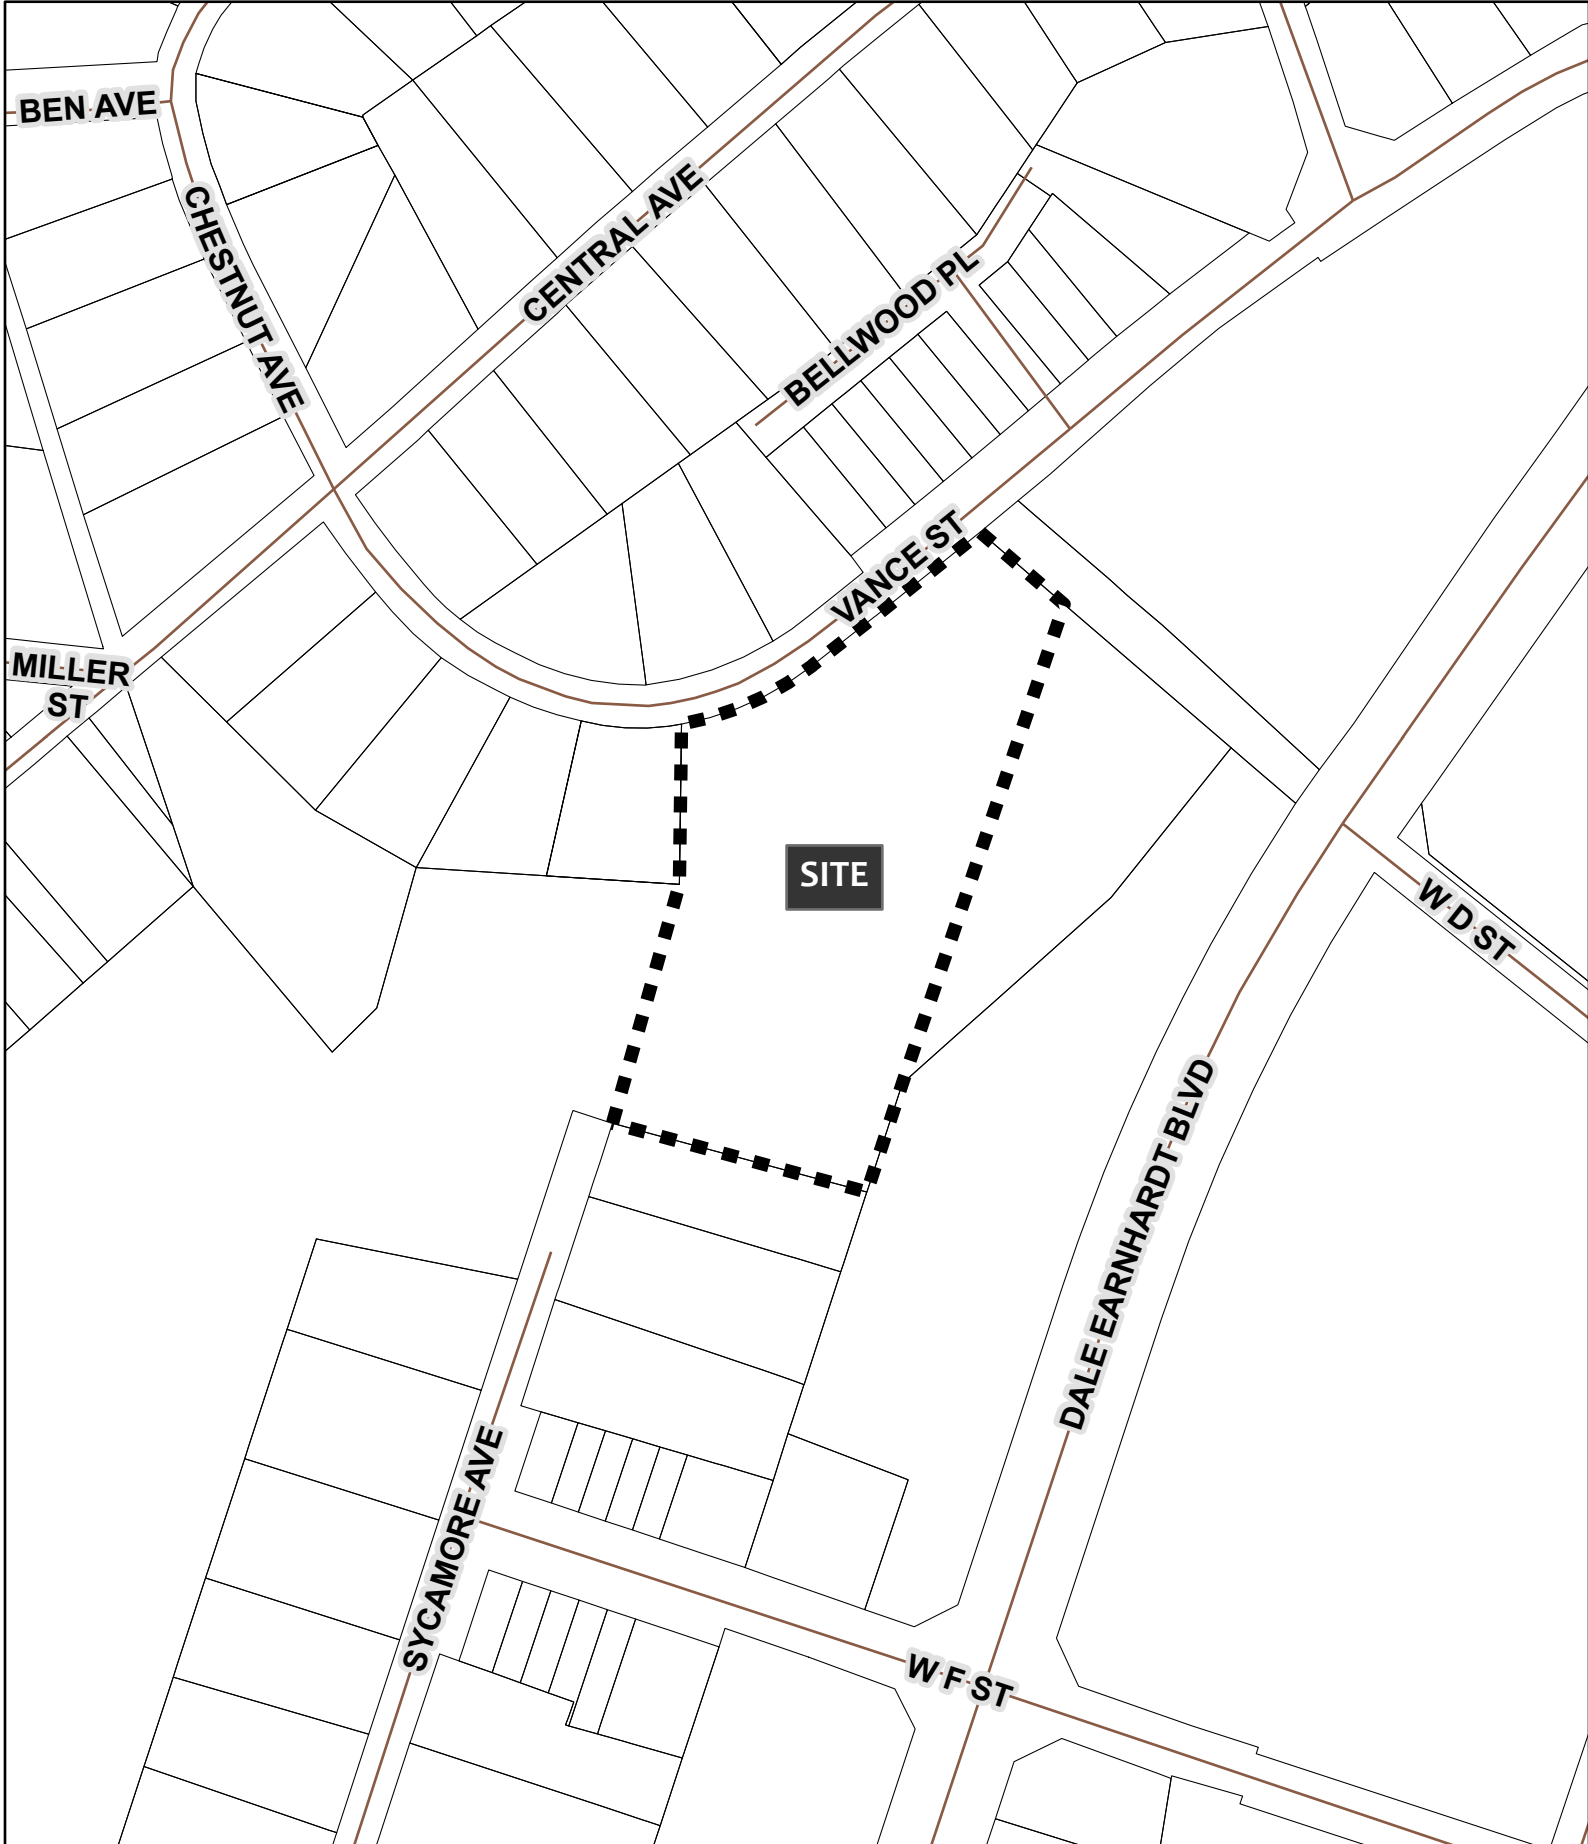 BEN AVE
CHESTNUT AVE
CENTRAL AVE
BELLWOOD PL
VANCE ST
MILLER
ST
SITE
W D ST
DALE EARNHARDT BLVD
SYCAMORE AVE
W F ST